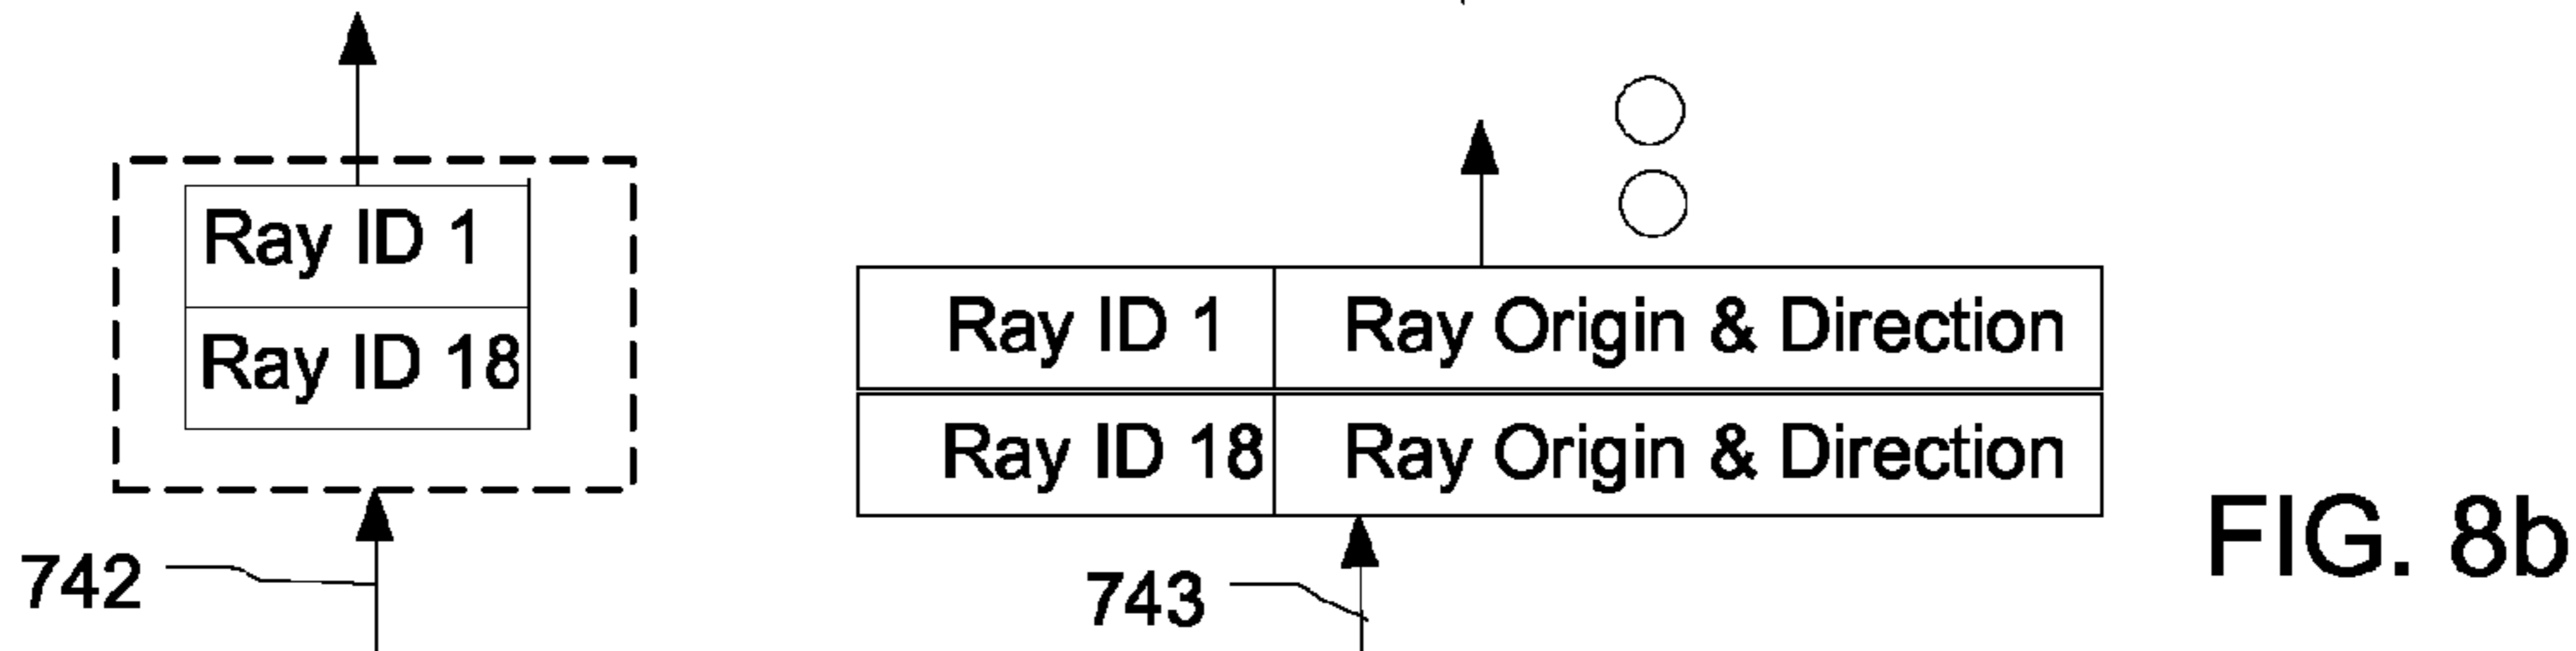 Ray ID 1
Ray ID 18
742
Ray ID 1 Ray Origin & Direction
Ray ID 18 Ray Origin & Direction
743
FIG. 8b